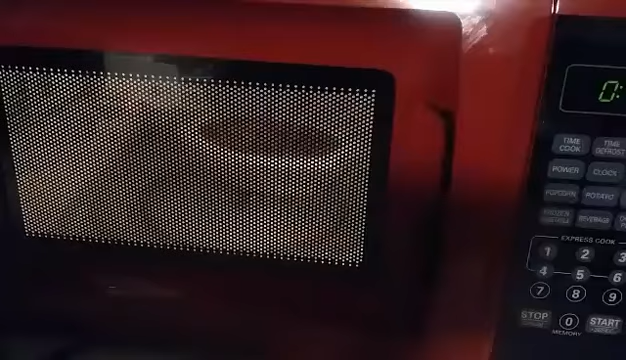 0:
TIME COOK
TIME DEFROST
POWER
CLOCK
POPCORN
POTATO
FROZEN
BEVERAGE
EXPRESS COOK
1 2 3
4 5 6
7 8 9
STOP
0
START
MEMORY